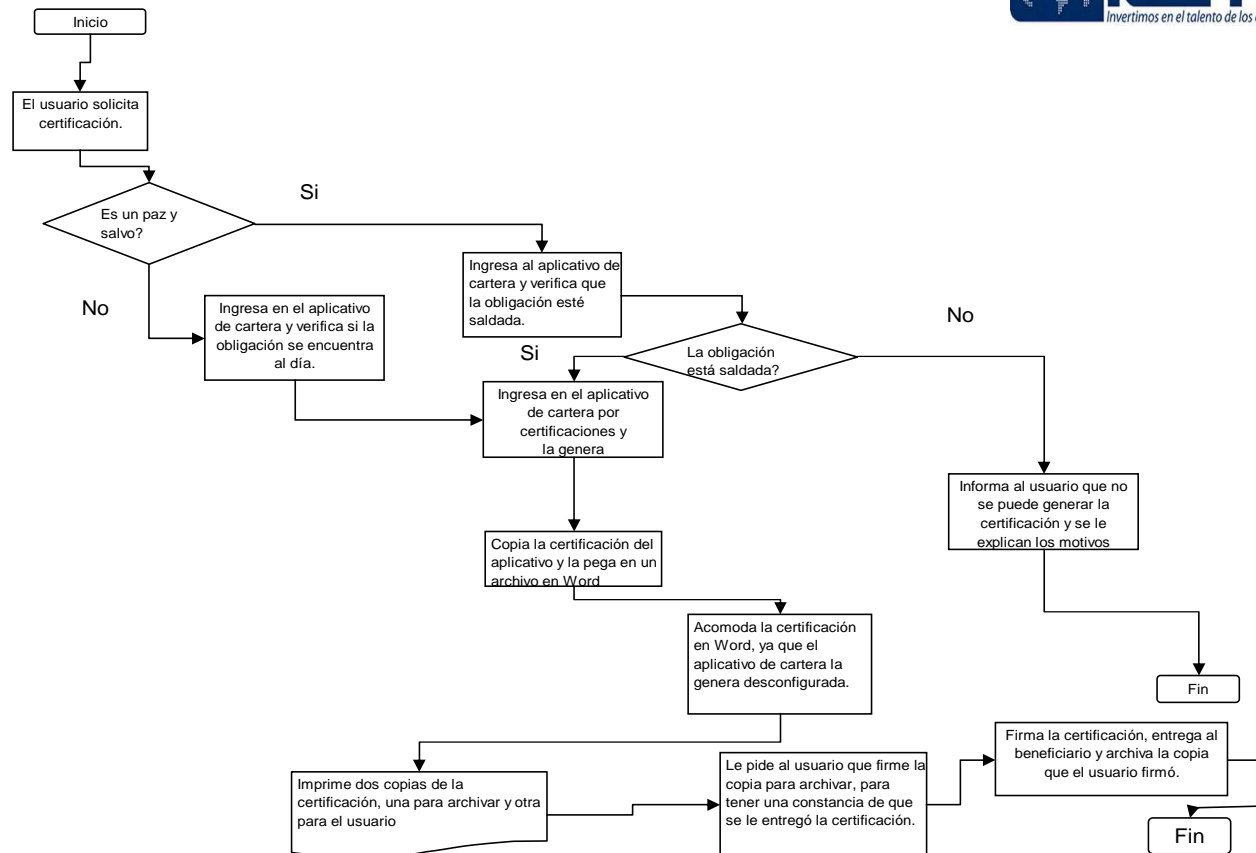 Invertimos en el talento de los
Inicio
El usuario solicita
certificación.
Es un paz y
salvo?
Si
No
Ingresa al aplicativo de
cartera y verifica que
la obligación esté
saldada.
Ingresa en el aplicativo
de cartera y verifica si la
obligación se encuentra
al día.
La obligación
está saldada?
Si
No
Ingresa en el aplicativo
de cartera por
certificaciones y
la genera
Informa al usuario que no
se puede generar la
certificación y se le
explican los motivos
Copia la certificación del
aplicativo y la pega en un
archivo en Word
Acomoda la certificación
en Word, ya que el
aplicativo de cartera la
genera desconfigurada.
Fin
Imprime dos copias de la
certificación, una para archivar y otra
para el usuario
Le pide al usuario que firme la
copia para archivar, para
tener una constancia de que
se le entregó la certificación.
Firma la certificación, entrega al
beneficiario y archiva la copia
que el usuario firmó.
Fin